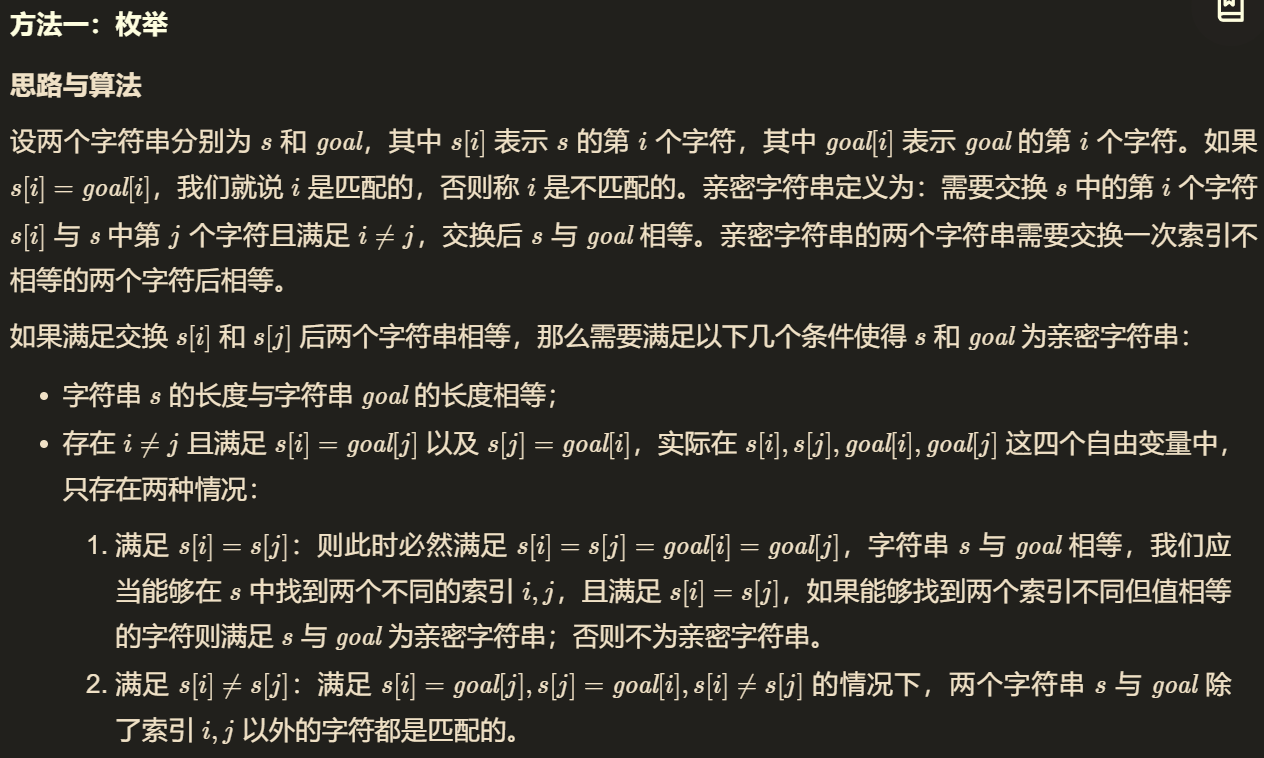 方法一：枚举
思路与算法
设两个字符串分别为 s 和 goal，其中 s[i] 表示 s 的第 i 个字符，其中 goal[i] 表示 goal 的第 i 个字符。如果
s[i] = goal[i]，我们就说 i 是匹配的，否则称 i 是不匹配的。亲密字符串定义为：需要交换 s 中的第 i 个字符
s[i] 与 s 中第 j 个字符且满足 i ≠ j，交换后 s 与 goal 相等。亲密字符串的两个字符串需要交换一次索引不
相等的两个字符后相等。
如果满足交换 s[i] 和 s[j] 后两个字符串相等，那么需要满足以下几个条件使得 s 和 goal 为亲密字符串：
• 字符串 s 的长度与字符串 goal 的长度相等；
• 存在 i ≠ j 且满足 s[i] = goal[j] 以及 s[j] = goal[i]，实际在 s[i], s[j], goal[i], goal[j] 这四个自由变量中，
只存在两种情况：
1. 满足 s[i] = s[j]：则此时必然满足 s[i] = s[j] = goal[i] = goal[j]，字符串 s 与 goal 相等，我们应
当能够在 s 中找到两个不同的索引 i, j，且满足 s[i] = s[j]，如果能够找到两个索引不同但值相等
的字符则满足 s 与 goal 为亲密字符串；否则不为亲密字符串。
2. 满足 s[i] ≠ s[j]：满足 s[i] = goal[j], s[j] = goal[i], s[i] ≠ s[j] 的情况下，两个字符串 s 与 goal 除
了索引 i, j 以外的字符都是匹配的。